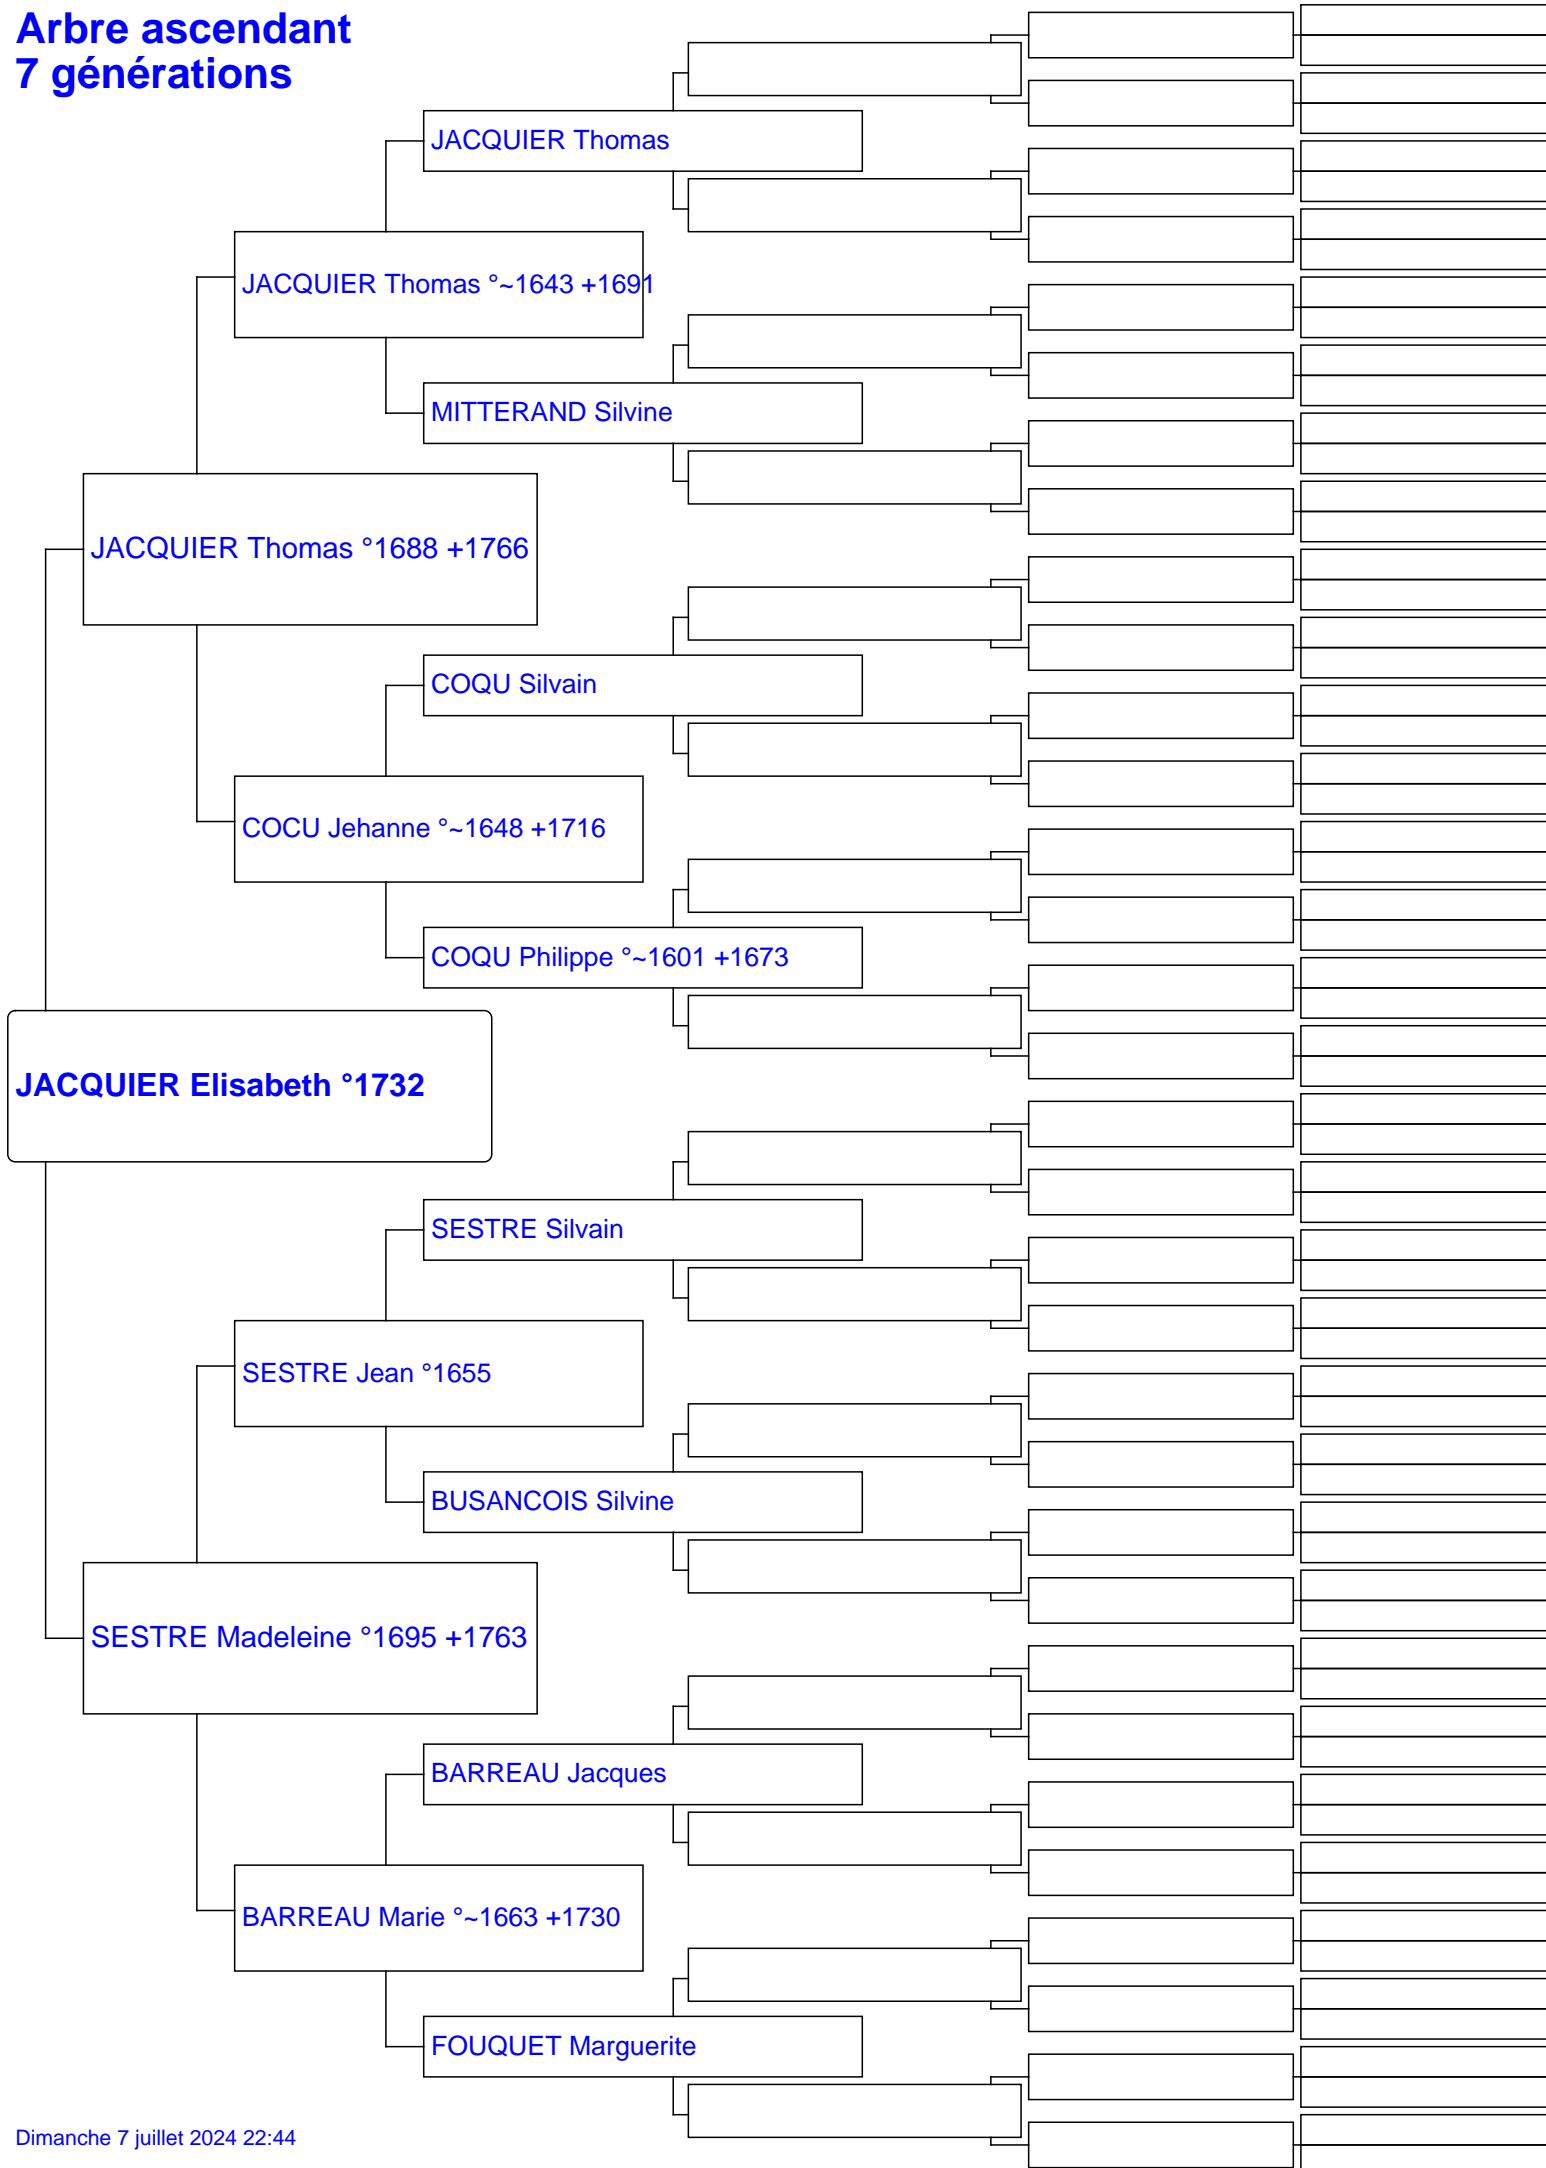 Arbre ascendant
7 générations
JACQUIER Thomas
JACQUIER Thomas °~1643 +1691
MITTERAND Silvine
JACQUIER Thomas °1688 +1766
COQU Silvain
COCU Jehanne °~1648 +1716
COQU Philippe °~1601 +1673
JACQUIER Elisabeth °1732
SESTRE Silvain
SESTRE Jean °1655
BUSANCOIS Silvine
SESTRE Madeleine °1695 +1763
BARREAU Jacques
BARREAU Marie °~1663 +1730
FOUQUET Marguerite
Dimanche 7 juillet 2024 22:44